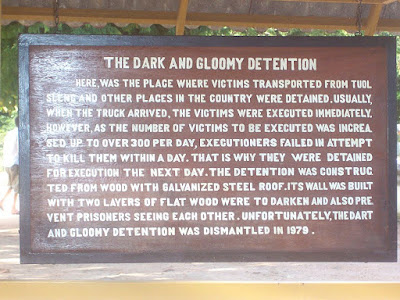 THE DARK AND GLOOMY DETENTION
HERE, WAS THE PLACE WHERE VICTIMS TRANSPORTED FROM TUOL
SLENG AND OTHER PLACES IN THE COUNTRY WERE DETAINED. USUALLY,
WHEN THE TRUCK ARRIVED, THE VICTIMS WERE EXECUTED IMMEDIATELY.
HOWEVER, AS THE NUMBER OF VICTIMS TO BE EXECUTED WAS INCREA
SED UP TO OVER 300 PER DAY, EXECUTIONERS FAILED IN ATTEMPT
TO KILL THEM WITHIN A DAY. THAT IS WHY THEY WERE DETAINED
FOR EXECUTION THE NEXT DAY. THE DETENTION WAS CONSTRUC
TED FROM WOOD WITH GALVANIZED STEEL ROOF. ITS WALL WAS BUILT
WITH TWO LAYERS OF FLAT WOOD WERE TO DARKEN AND ALSO PRE
VENT PRISONERS SEEING EACH OTHER. UNFORTUNATELY, THE DART
AND GLOOMY DETENTION WAS DISMANTLED IN 1979.